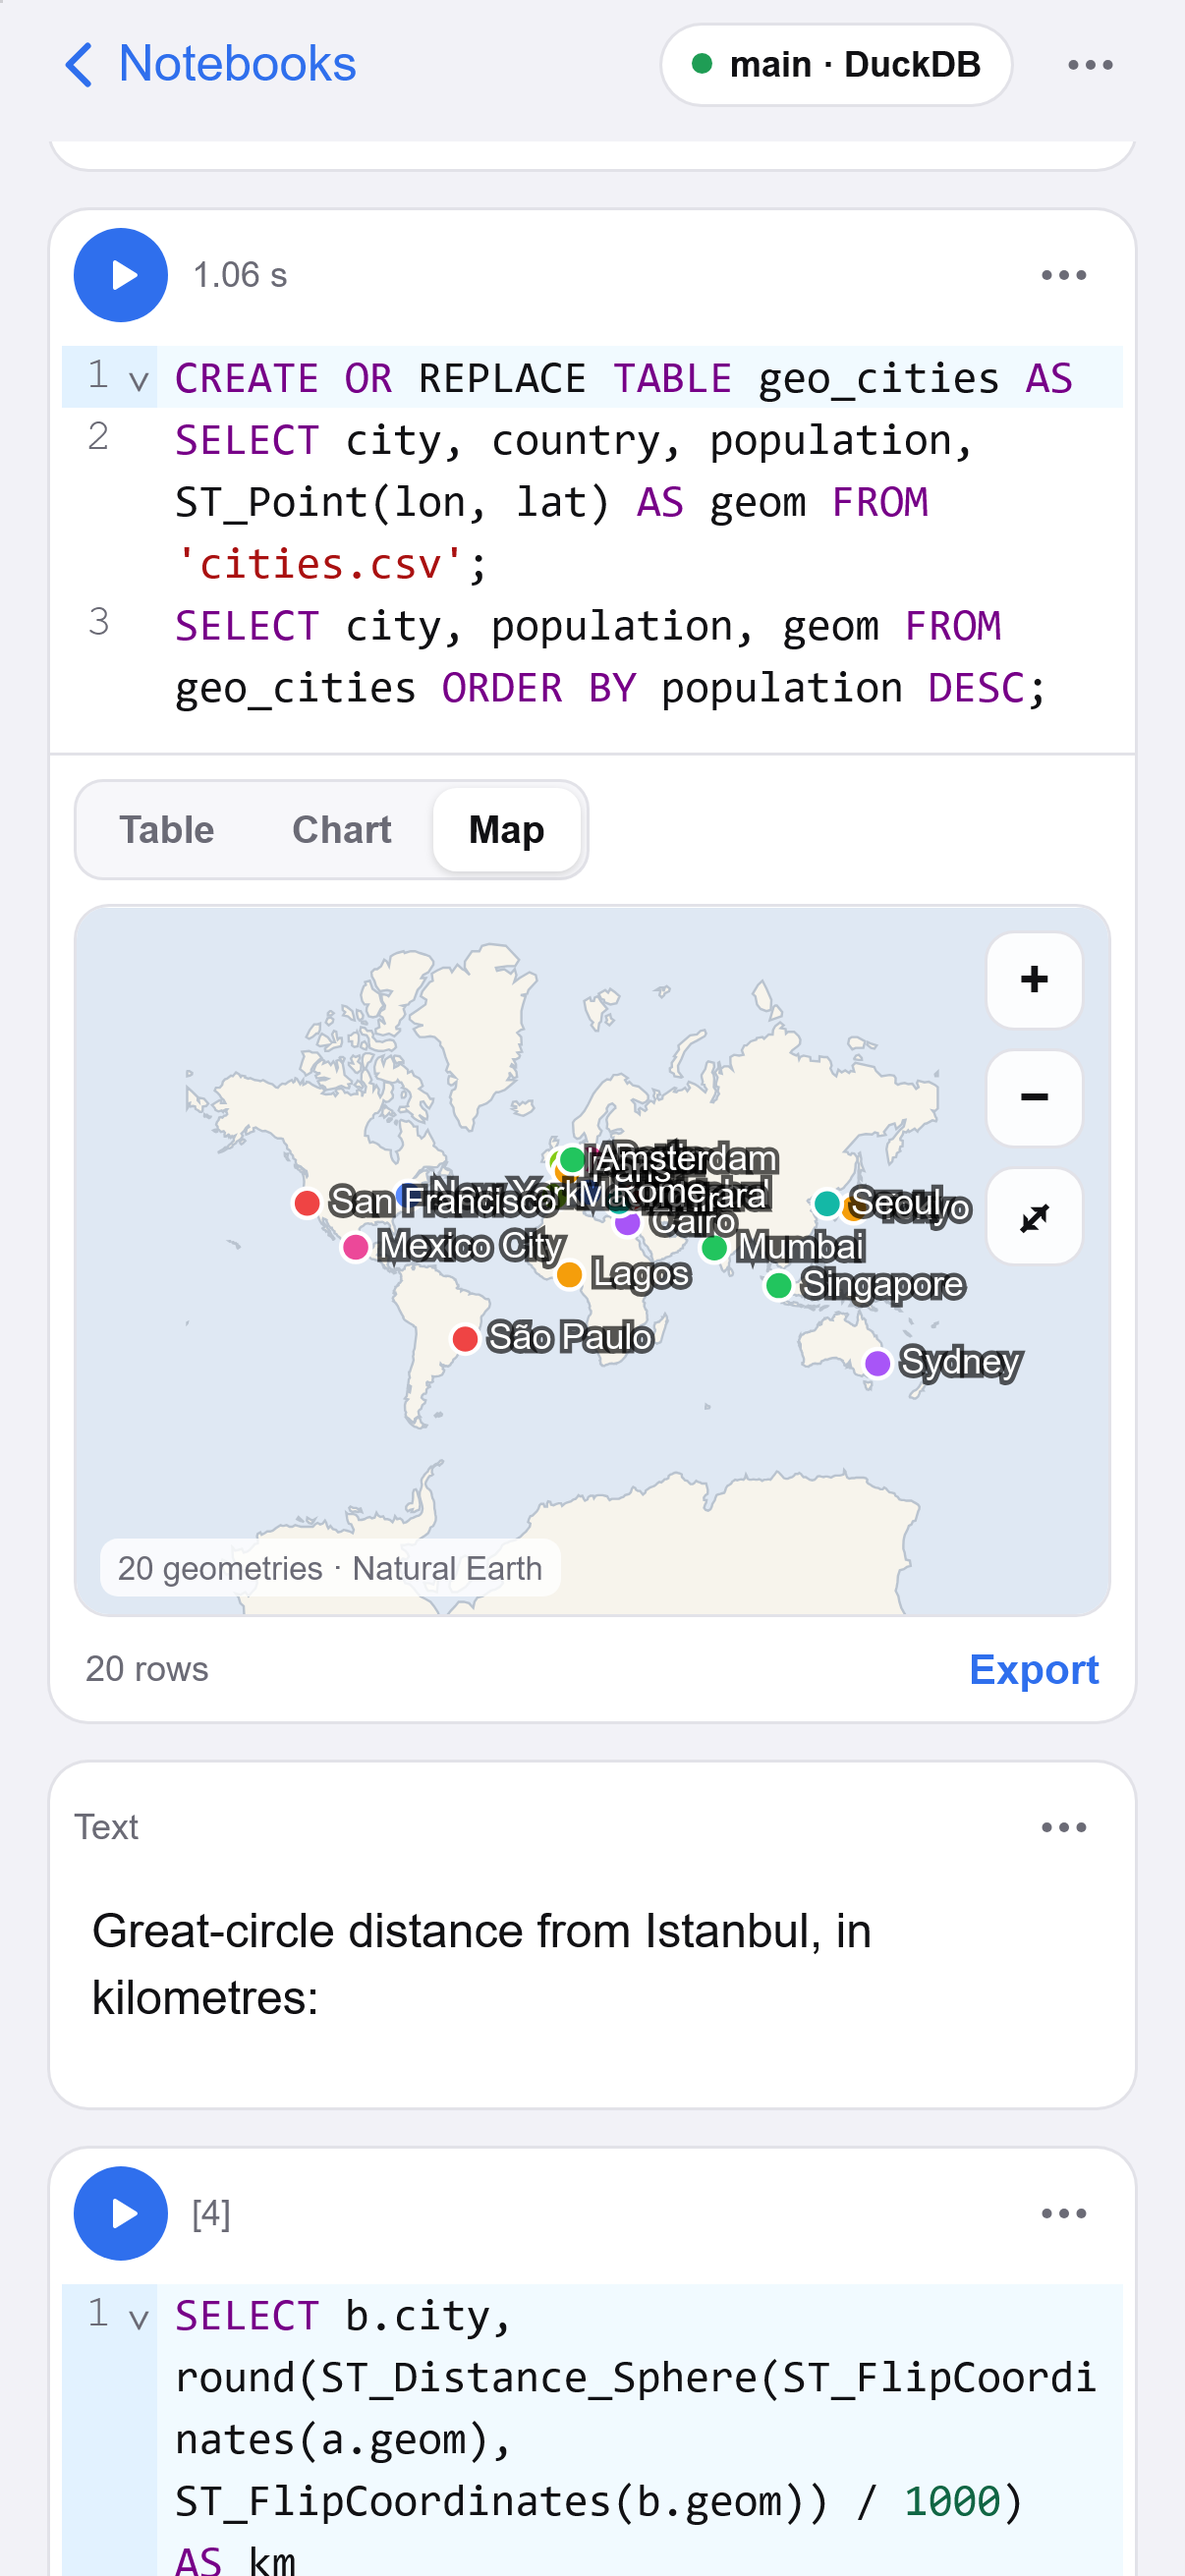 Notebooks
main · DuckDB
1.06 s
1
CREATE OR REPLACE TABLE geo_cities AS
2
SELECT city, country, population,
ST_Point(lon, lat) AS geom FROM
'cities.csv';
3
SELECT city, population, geom FROM
geo_cities ORDER BY population DESC;
Table
Chart
Map
+
−
Amsterdam
Rome
San Francisco
Seoul
Cairo
Mexico City
Mumbai
Lagos
Singapore
São Paulo
Sydney
20 geometries · Natural Earth
20 rows
Export
Text
Great-circle distance from Istanbul, in
kilometres:
[4]
1
SELECT b.city,
round(ST_Distance_Sphere(ST_FlipCoordi
nates(a.geom),
ST_FlipCoordinates(b.geom)) / 1000)
AS km